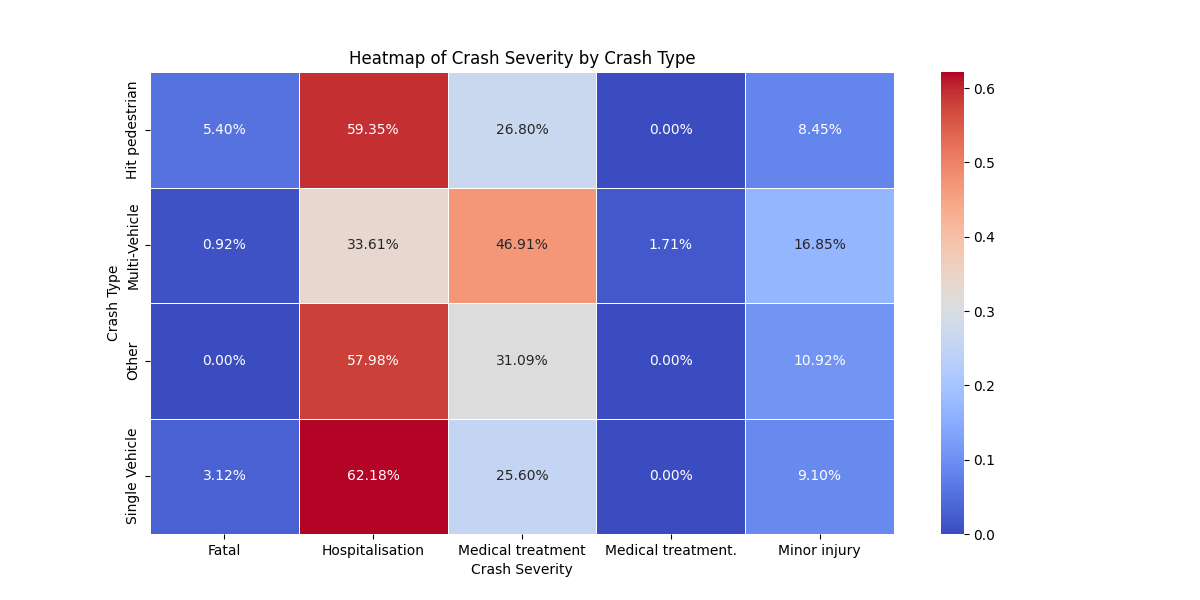 Heatmap of Crash Severity by Crash Type
Crash Type
Hit pedestrian
5.40% 59.35% 26.80% 0.00% 8.45%
Multi-Vehicle
0.92% 33.61% 46.91% 1.71% 16.85%
Other
0.00% 57.98% 31.09% 0.00% 10.92%
Single Vehicle
3.12% 62.18% 25.60% 0.00% 9.10%
Fatal Hospitalisation Medical treatment Medical treatment. Minor injury
Crash Severity
0.6
0.5
0.4
0.3
0.2
0.1
0.0